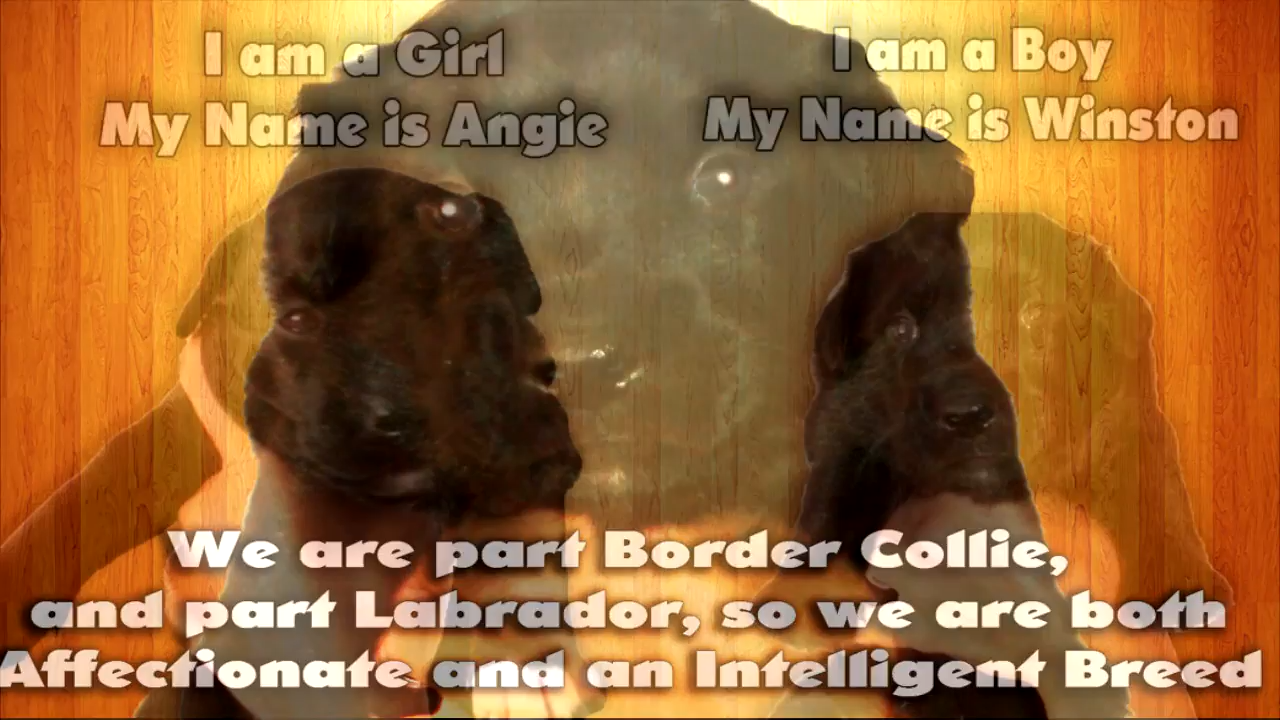 I am a Girl
My Name is Angie
I am a Boy
My Name is Winston
We are part Border Collie,
and part Labrador, so we are both
Affectionate and an Intelligent Breed